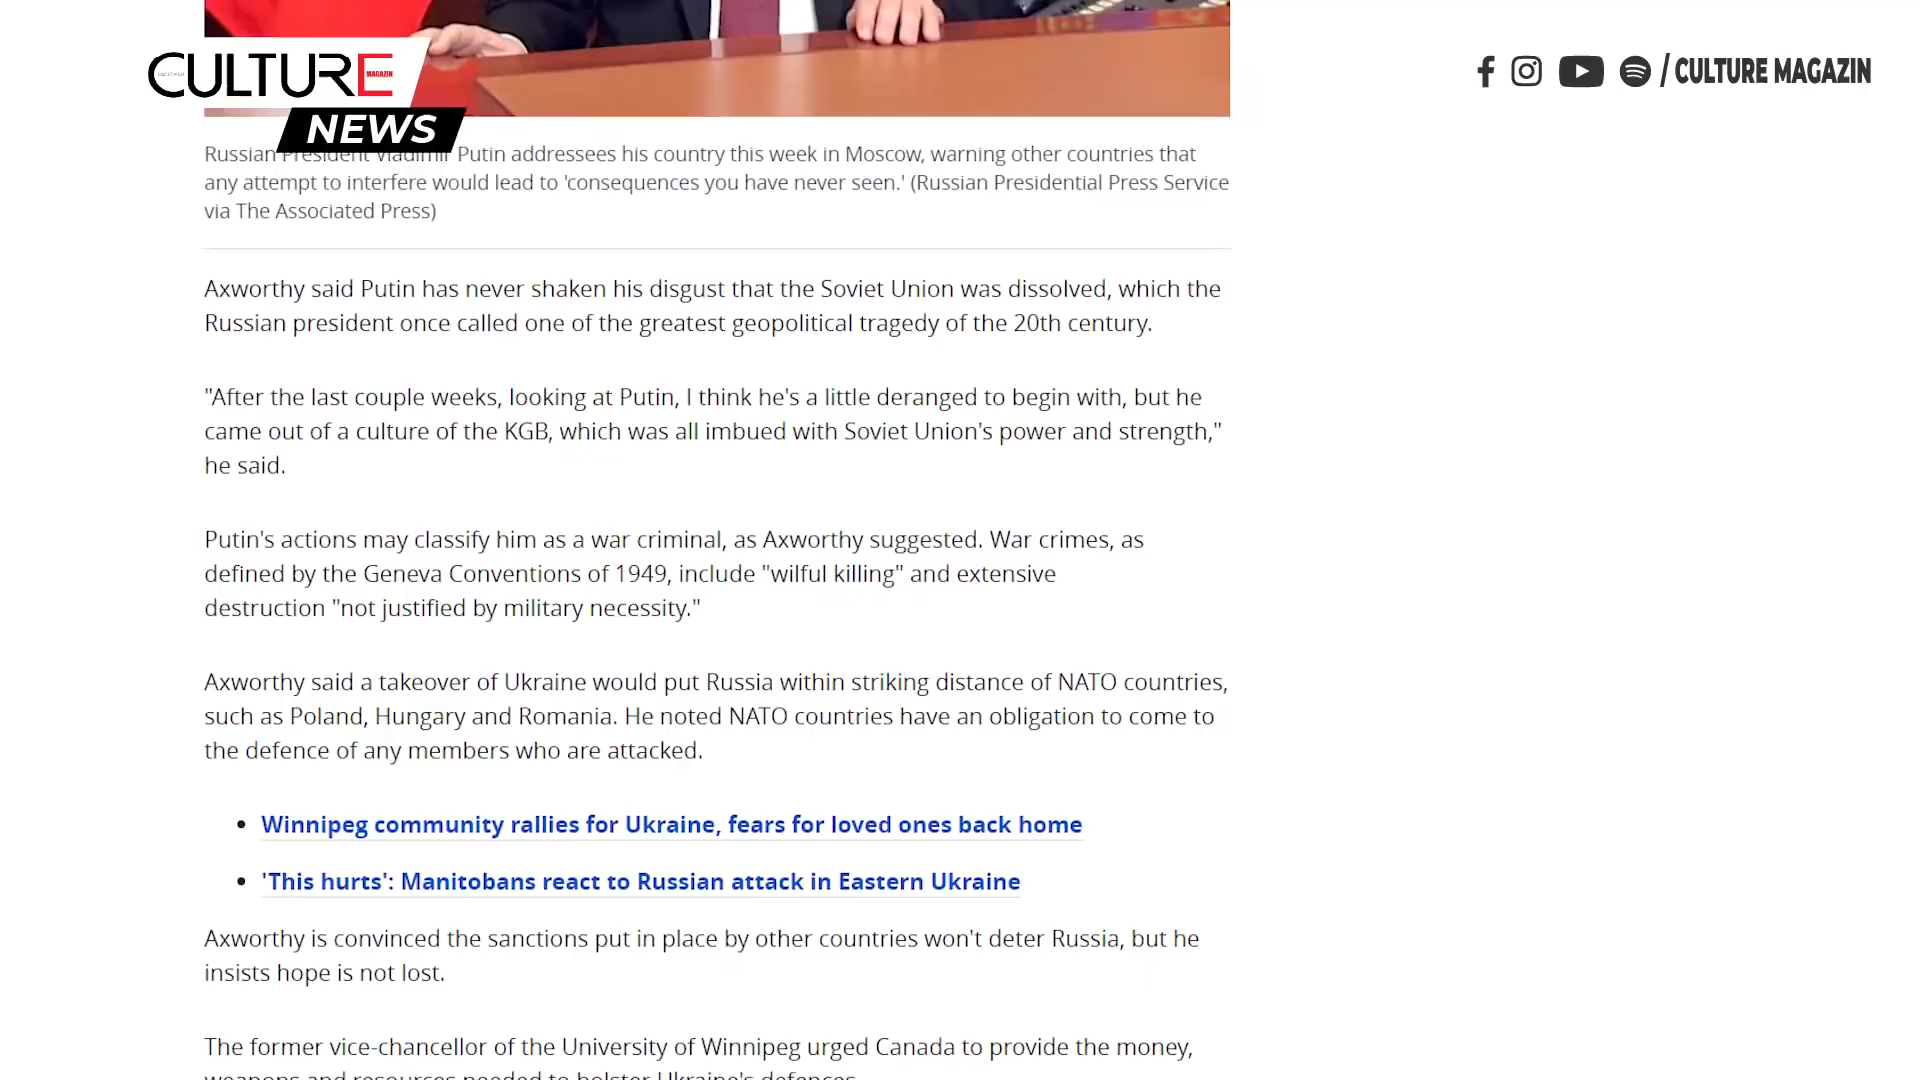 CULTURE
MAGAZIN
NEWS
/ CULTURE MAGAZIN
Russian President Vladimir Putin addressees his country this week in Moscow, warning other countries that
any attempt to interfere would lead to 'consequences you have never seen.' (Russian Presidential Press Service
via The Associated Press)
Axworthy said Putin has never shaken his disgust that the Soviet Union was dissolved, which the
Russian president once called one of the greatest geopolitical tragedy of the 20th century.
"After the last couple weeks, looking at Putin, I think he's a little deranged to begin with, but he
came out of a culture of the KGB, which was all imbued with Soviet Union's power and strength,"
he said.
Putin's actions may classify him as a war criminal, as Axworthy suggested. War crimes, as
defined by the Geneva Conventions of 1949, include "wilful killing" and extensive
destruction "not justified by military necessity."
Axworthy said a takeover of Ukraine would put Russia within striking distance of NATO countries,
such as Poland, Hungary and Romania. He noted NATO countries have an obligation to come to
the defence of any members who are attacked.
• Winnipeg community rallies for Ukraine, fears for loved ones back home
• 'This hurts': Manitobans react to Russian attack in Eastern Ukraine
Axworthy is convinced the sanctions put in place by other countries won't deter Russia, but he
insists hope is not lost.
The former vice-chancellor of the University of Winnipeg urged Canada to provide the money,
weapons and resources needed to bolster Ukraine's defences.